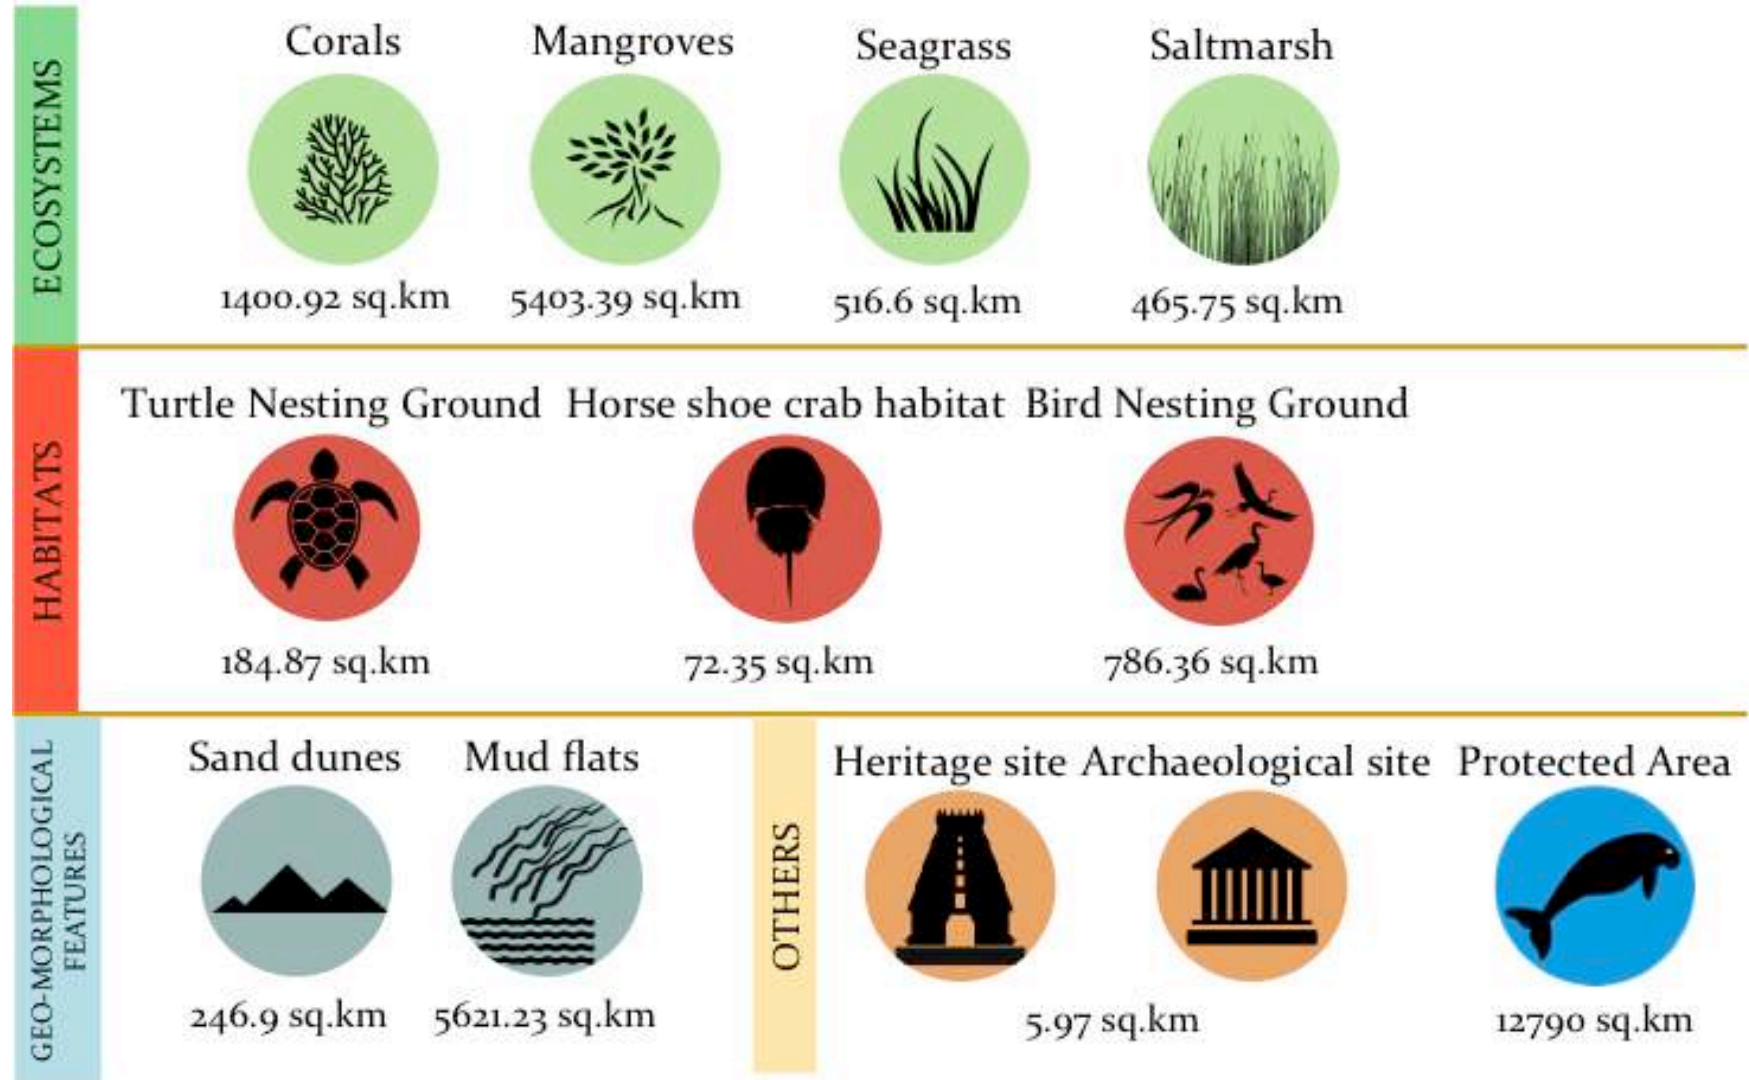 ECOSYSTEMS
Corals Mangroves Seagrass Saltmarsh
1400.92 sq.km 5403.39 sq.km 516.6 sq.km 465.75 sq.km
HABITATS
Turtle Nesting Ground Horse shoe crab habitat Bird Nesting Ground
184.87 sq.km 72.35 sq.km 786.36 sq.km
GEO-MORPHOLOGICAL
FEATURES
Sand dunes Mud flats
246.9 sq.km 5621.23 sq.km
OTHERS
Heritage site Archaeological site Protected Area
5.97 sq.km 12790 sq.km